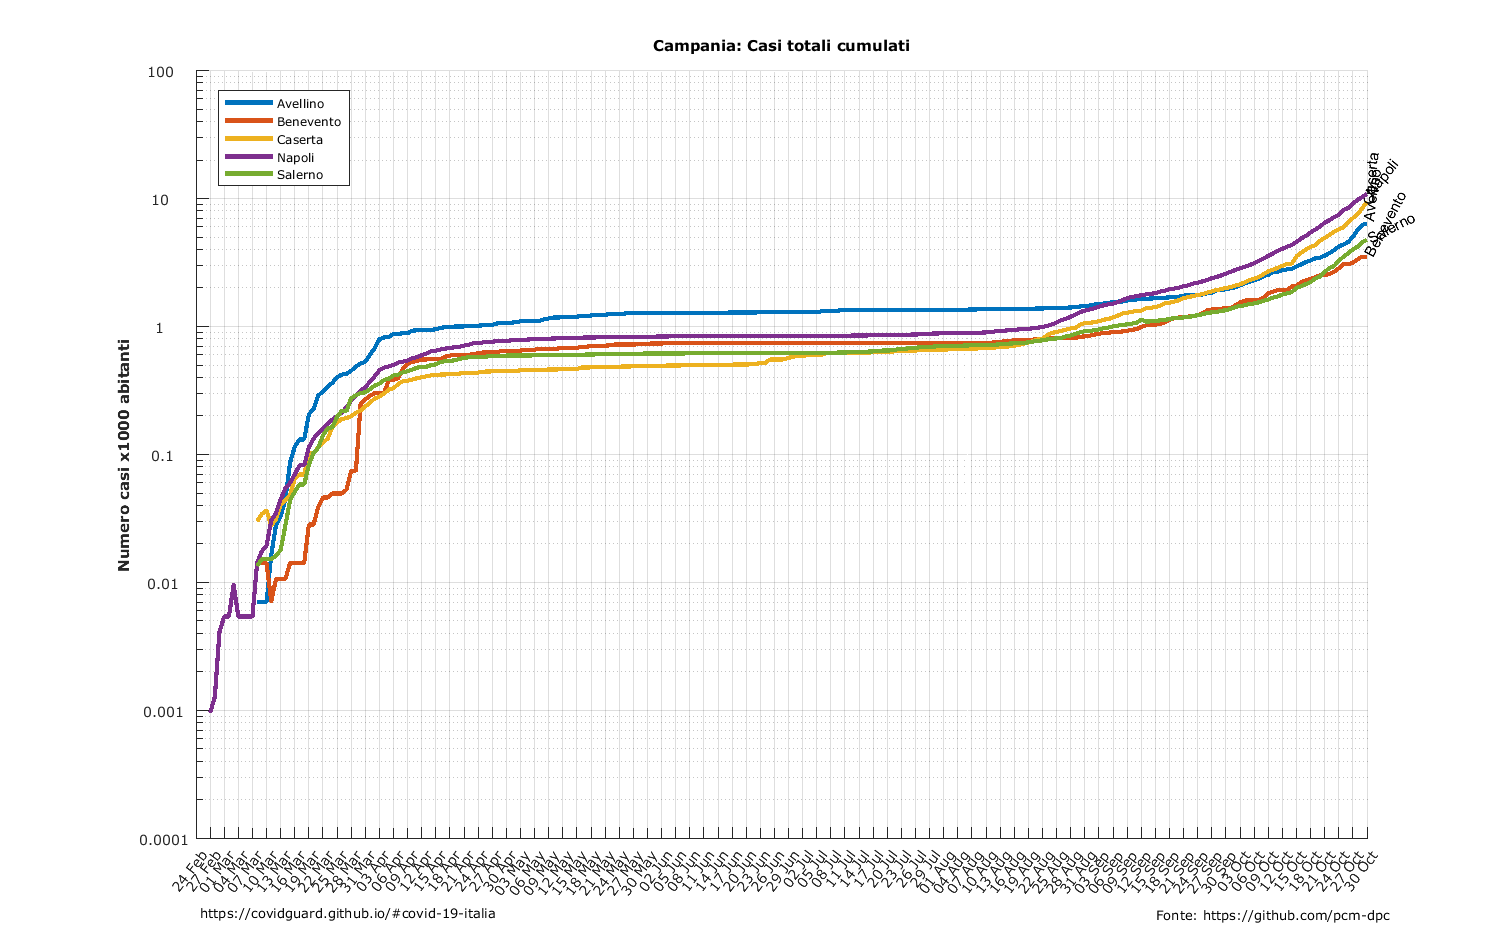 Campania: Casi totali cumulati
100
10
1
0.1
0.01
0.001
0.0001
Numero casi x1000 abitanti
Avellino
Benevento
Caserta
Napoli
Salerno
Caserta
Napoli
Avellino
Benevento
Salerno
24 Feb
27 Feb
01 Mar
04 Mar
07 Mar
10 Mar
13 Mar
16 Mar
19 Mar
22 Mar
25 Mar
28 Mar
31 Mar
03 Apr
06 Apr
09 Apr
12 Apr
15 Apr
18 Apr
21 Apr
24 Apr
27 Apr
30 Apr
03 May
06 May
09 May
12 May
15 May
18 May
21 May
24 May
27 May
30 May
02 Jun
05 Jun
08 Jun
11 Jun
14 Jun
17 Jun
20 Jun
23 Jun
26 Jun
29 Jun
02 Jul
05 Jul
08 Jul
11 Jul
14 Jul
17 Jul
20 Jul
23 Jul
26 Jul
29 Jul
01 Aug
04 Aug
07 Aug
10 Aug
13 Aug
16 Aug
19 Aug
22 Aug
25 Aug
28 Aug
31 Aug
03 Sep
06 Sep
09 Sep
12 Sep
15 Sep
18 Sep
21 Sep
24 Sep
27 Sep
30 Sep
03 Oct
06 Oct
09 Oct
12 Oct
15 Oct
18 Oct
21 Oct
24 Oct
27 Oct
30 Oct
https://covidguard.github.io/#covid-19-italia
Fonte: https://github.com/pcm-dpc